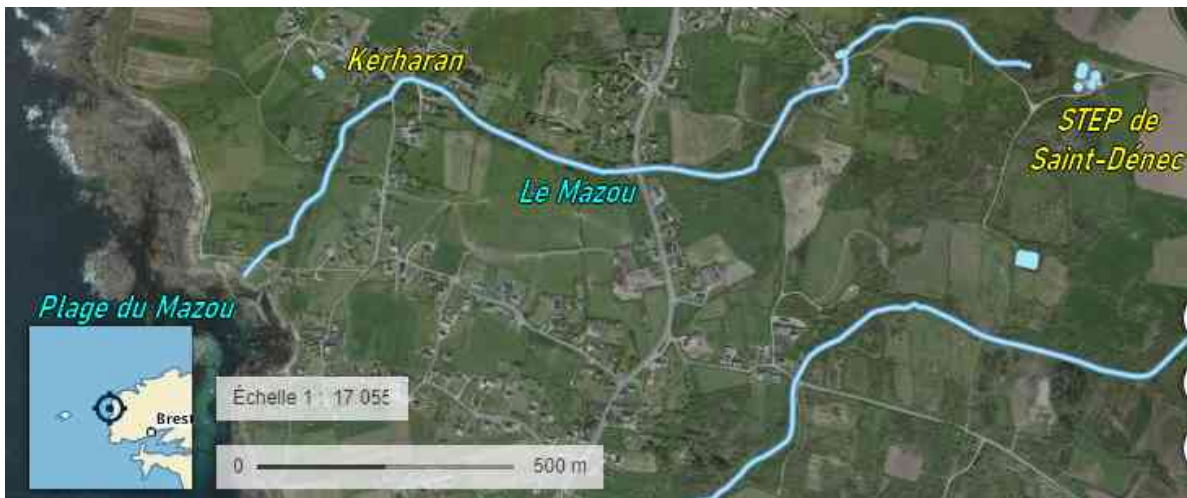 Kerharan
STEP de
Saint-Dénec
Le Mazou
Plage du Mazou
Échelle 1 : 17 055
Brest
0 500 m